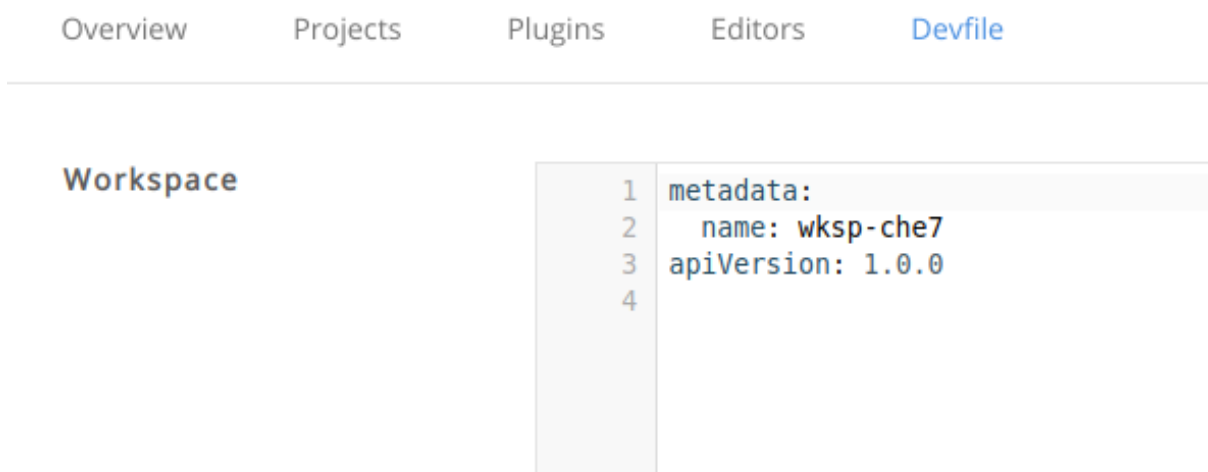 Overview Projects Plugins Editors Devfile
Workspace
1 metadata:
2   name: wksp-che7
3 apiVersion: 1.0.0
4